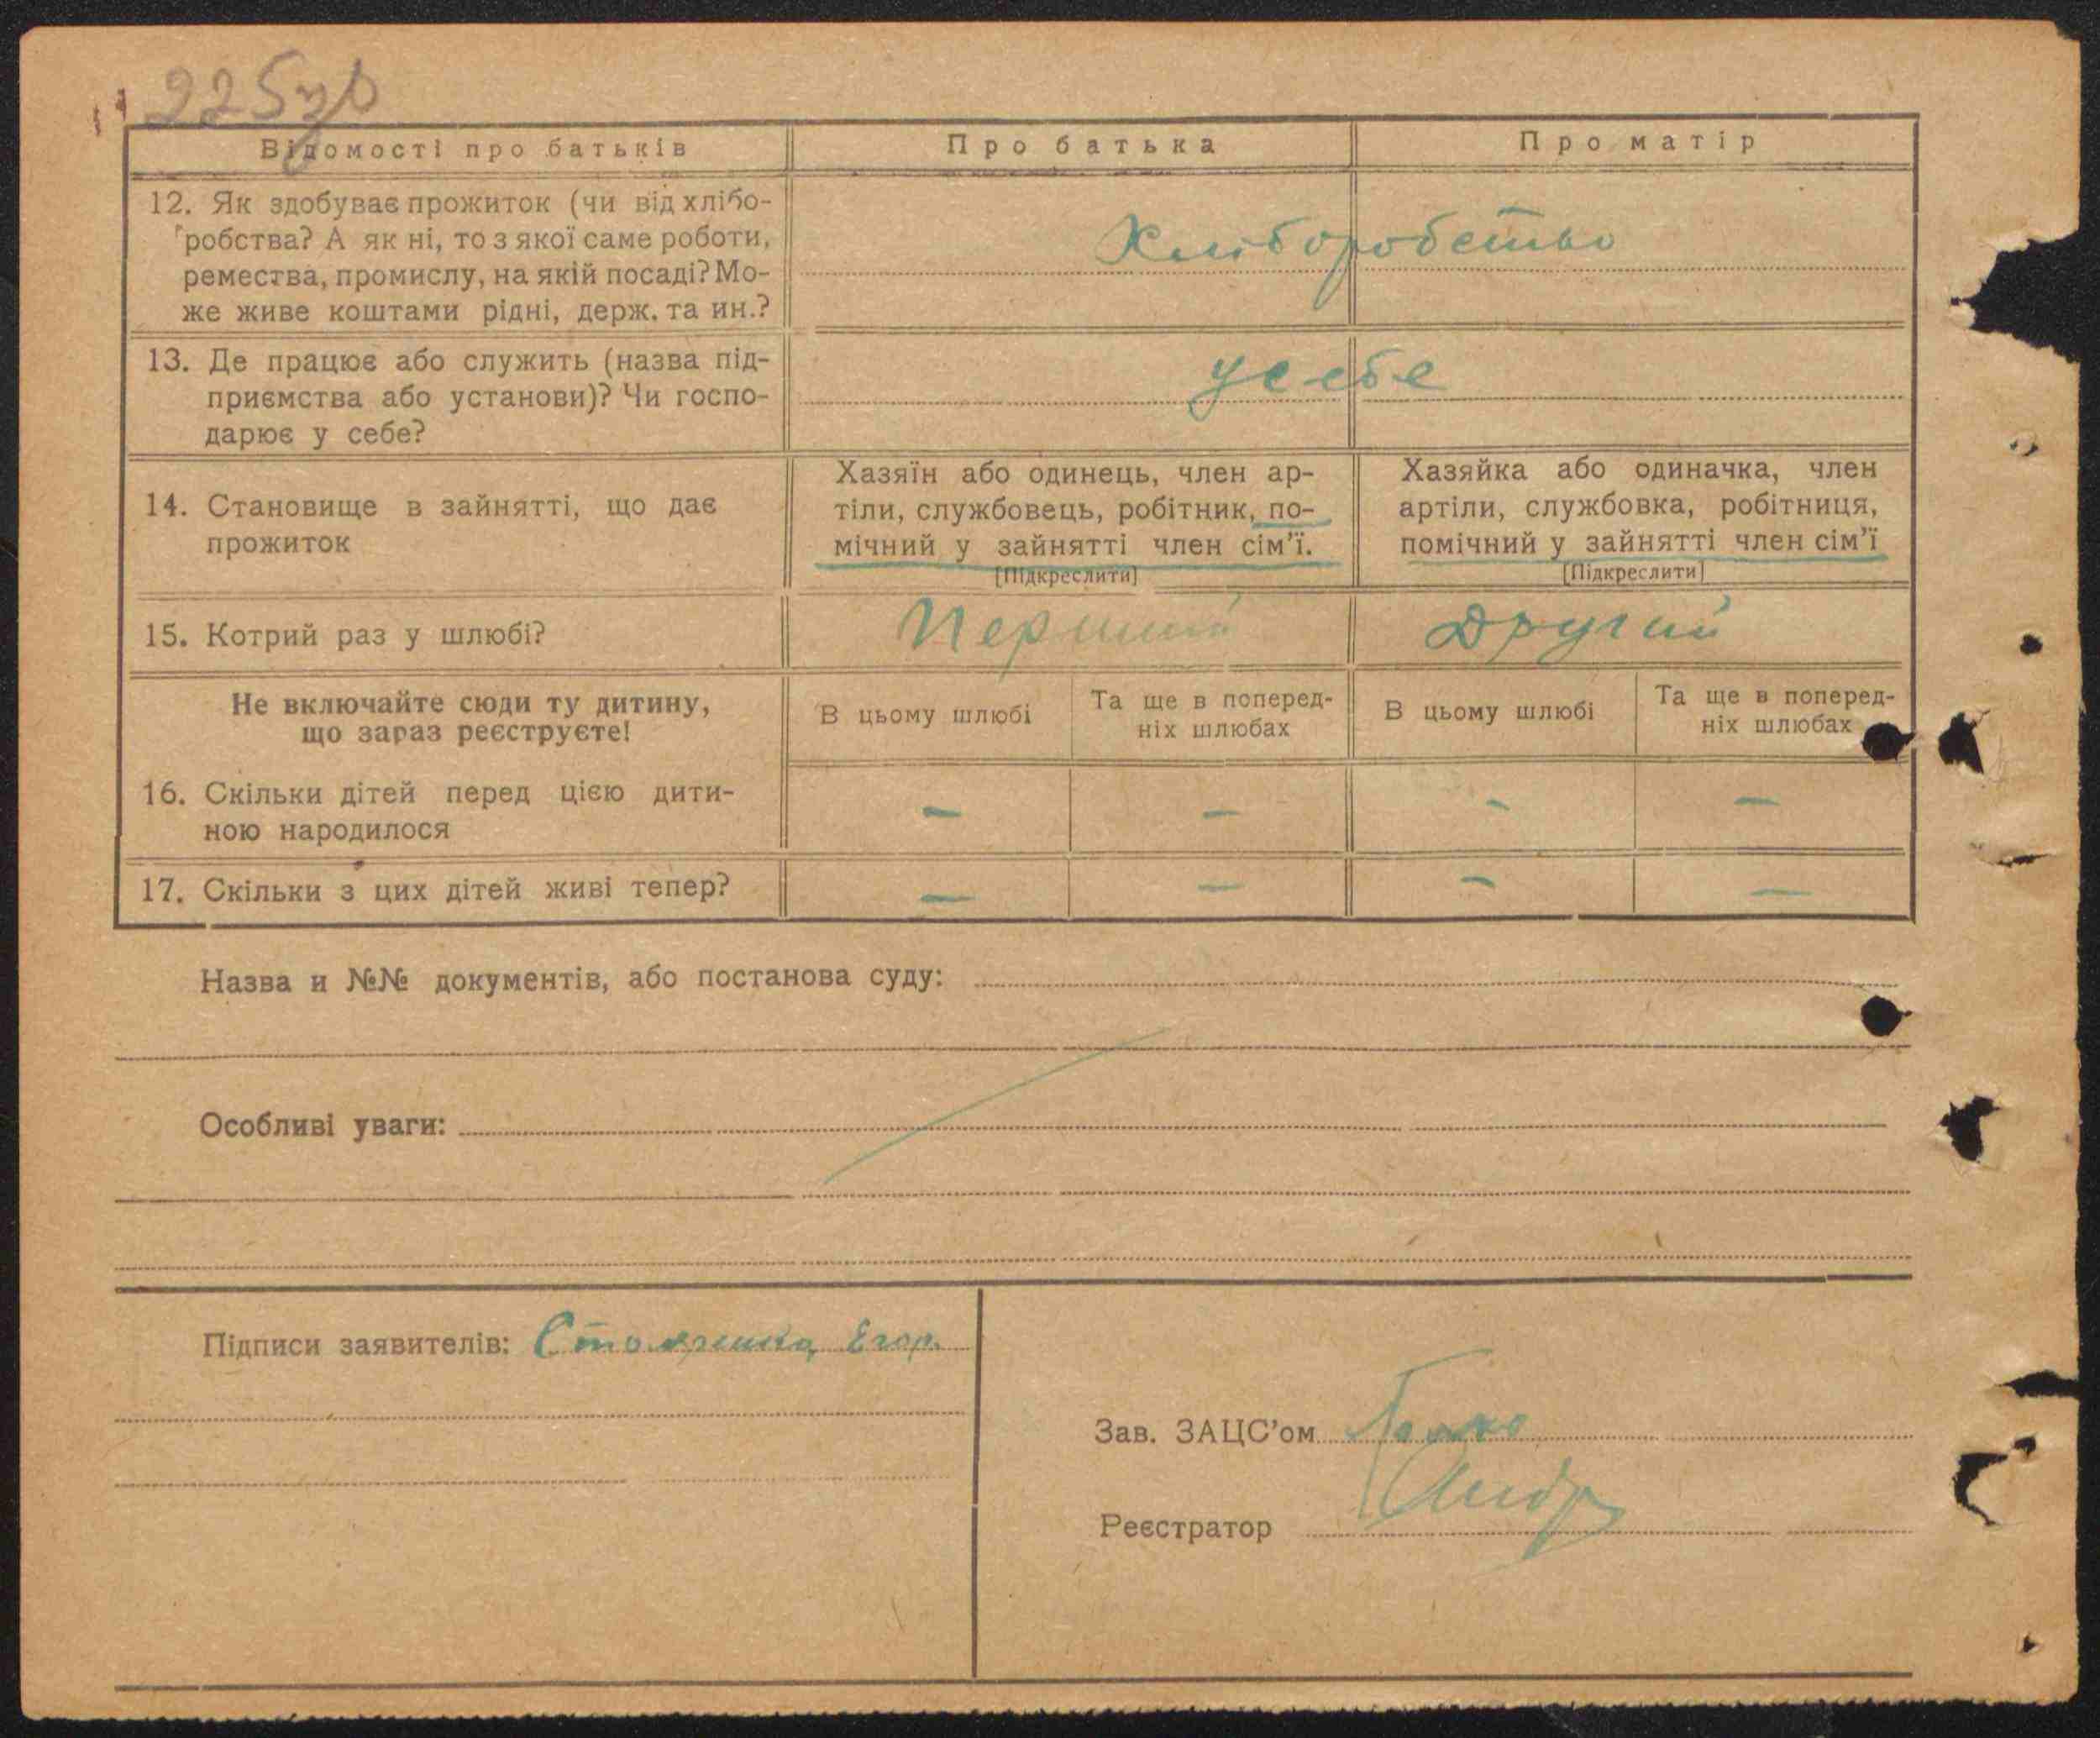 225зв
Відомості про батьків
Про батька
Про матір
12. Як здобуває прожиток (чи від хлібо-
робства? А як ні, то з якої саме роботи,
ремества, промислу, на якій посаді? Мо-
же живе коштами рідні, держ. та ин.?
Хліборобство
13. Де працює або служить (назва під-
приємства або установи)? Чи госпо-
дарює у себе?
у себе
14. Становище в зайнятті, що дає
прожиток
Хазяїн або одинець, член ар-
тіли, службовець, робітник, по-
мічний у зайнятті член сім’ї.
[Підкреслити]
Хазяйка або одиначка, член
артіли, службовка, робітниця,
помічний у зайнятті член сім’ї
[Підкреслити]
15. Котрий раз у шлюбі?
Перший
Другий
Не включайте сюди ту дитину,
що зараз реєструєте!
В цьому шлюбі
Та ще в поперед-
ніх шлюбах
В цьому шлюбі
Та ще в поперед-
ніх шлюбах
16. Скільки дітей перед цією дити-
ною народилося
— — - —
17. Скільки з цих дітей живі тепер?
— — - —
Назва и №№ документів, або постанова суду:
Особливі уваги:
Підписи заявителів: Егор.
Зав. ЗАЦС’ом
Реєстратор